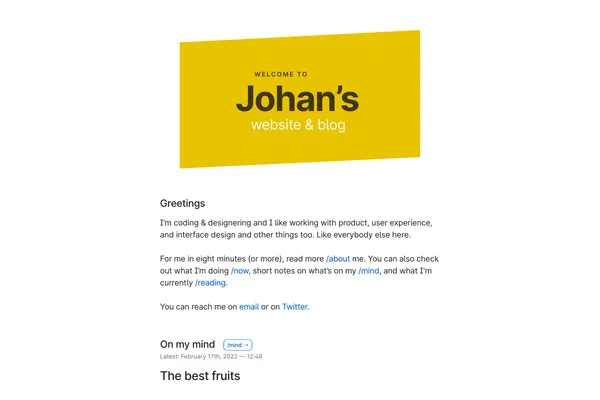 WELCOME TO
Johan’s
website & blog
Greetings
I’m coding & designering and I like working with product, user experience,
and interface design and other things too. Like everybody else here.
For me in eight minutes (or more), read more /about me. You can also check
out what I’m doing /now, short notes on what’s on my /mind, and what I’m
currently /reading.
You can reach me on email or on Twitter.
On my mind /mind →
Latest: February 17th, 2022 — 12:48
The best fruits